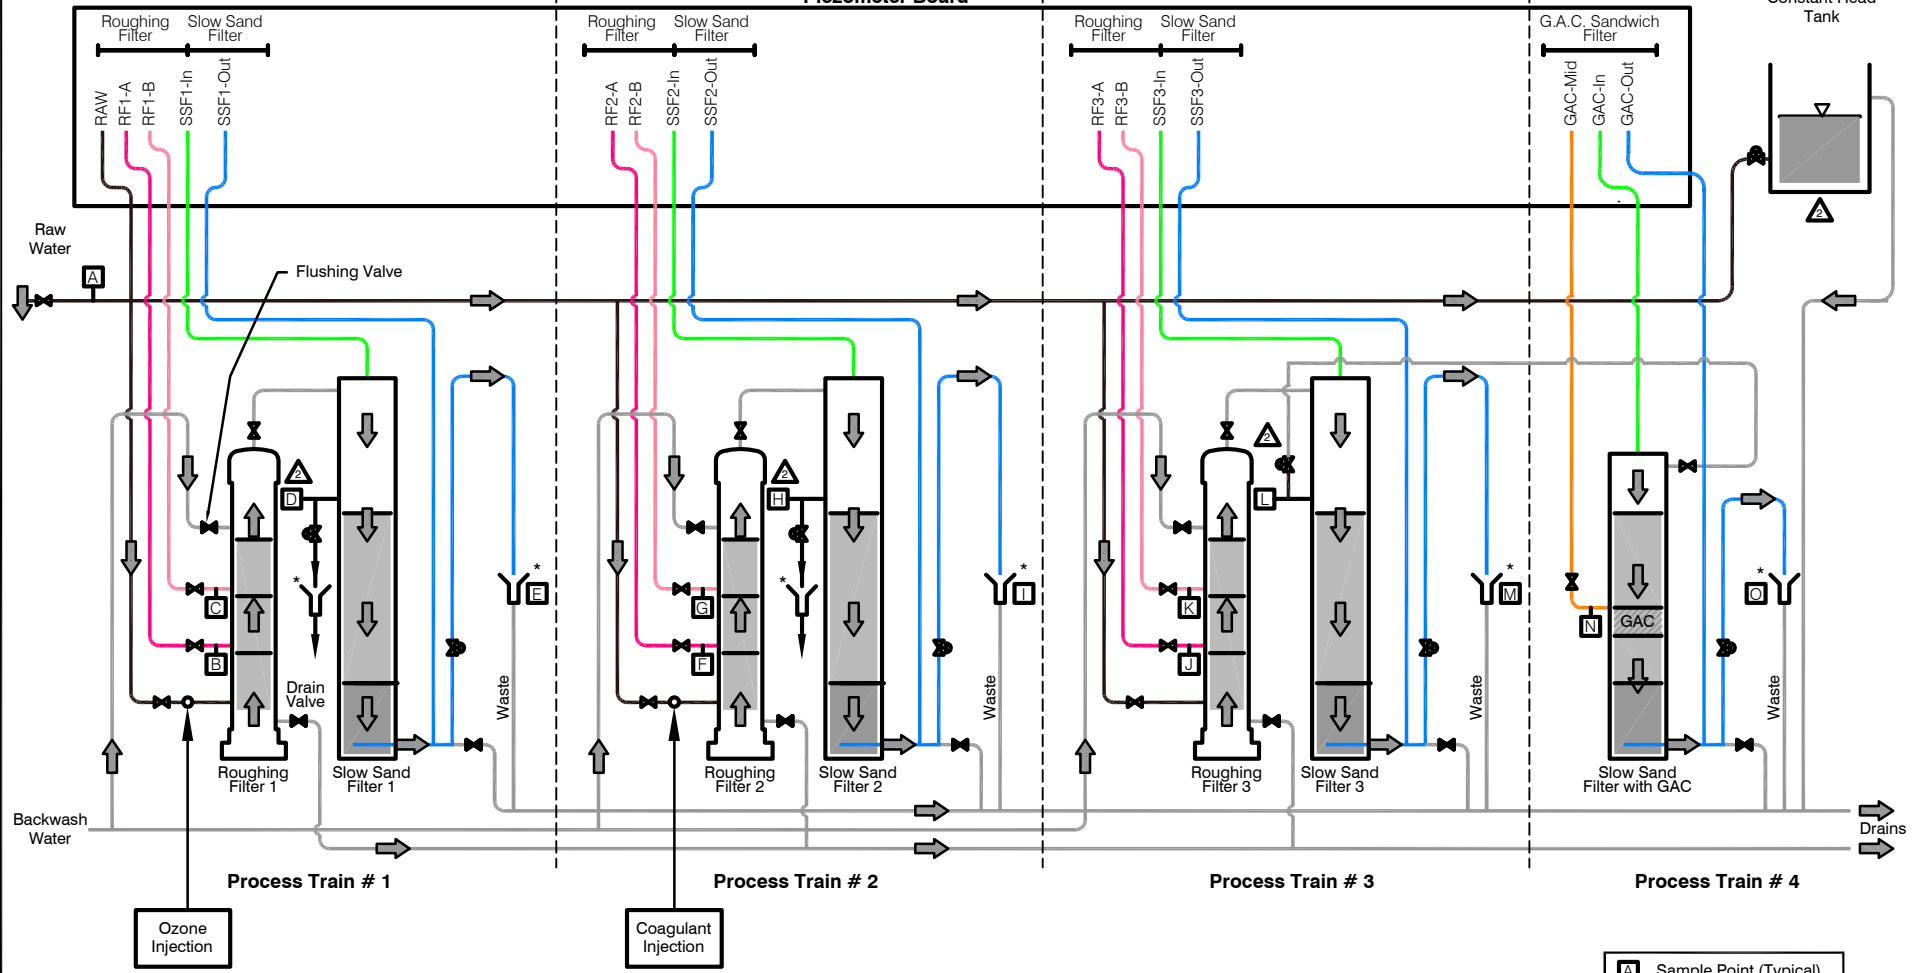 Piezometer Board
Constant Head
Tank
Roughing
Filter
Slow Sand
Filter
Roughing
Filter
Slow Sand
Filter
Roughing
Filter
Slow Sand
Filter
G.A.C. Sandwich
Filter
RAW
RF1-A
RF1-B
SSF1-In
SSF1-Out
RF2-A
RF2-B
SSF2-In
SSF2-Out
RF3-A
RF3-B
SSF3-In
SSF3-Out
GAC-Mid
GAC-In
GAC-Out
2
Raw
Water
A
Flushing Valve
2
D
2
H
2
L
C
B
* 
* E
G
F
*
* I
K
J
* M
N
GAC
* O
Drain
Valve
Waste
Waste
Waste
Waste
Roughing
Filter 1
Slow Sand
Filter 1
Roughing
Filter 2
Slow Sand
Filter 2
Roughing
Filter 3
Slow Sand
Filter 3
Slow Sand
Filter with GAC
Backwash
Water
Drains
Process Train # 1
Process Train # 2
Process Train # 3
Process Train # 4
Ozone
Injection
Coagulant
Injection
A Sample Point (Typical)